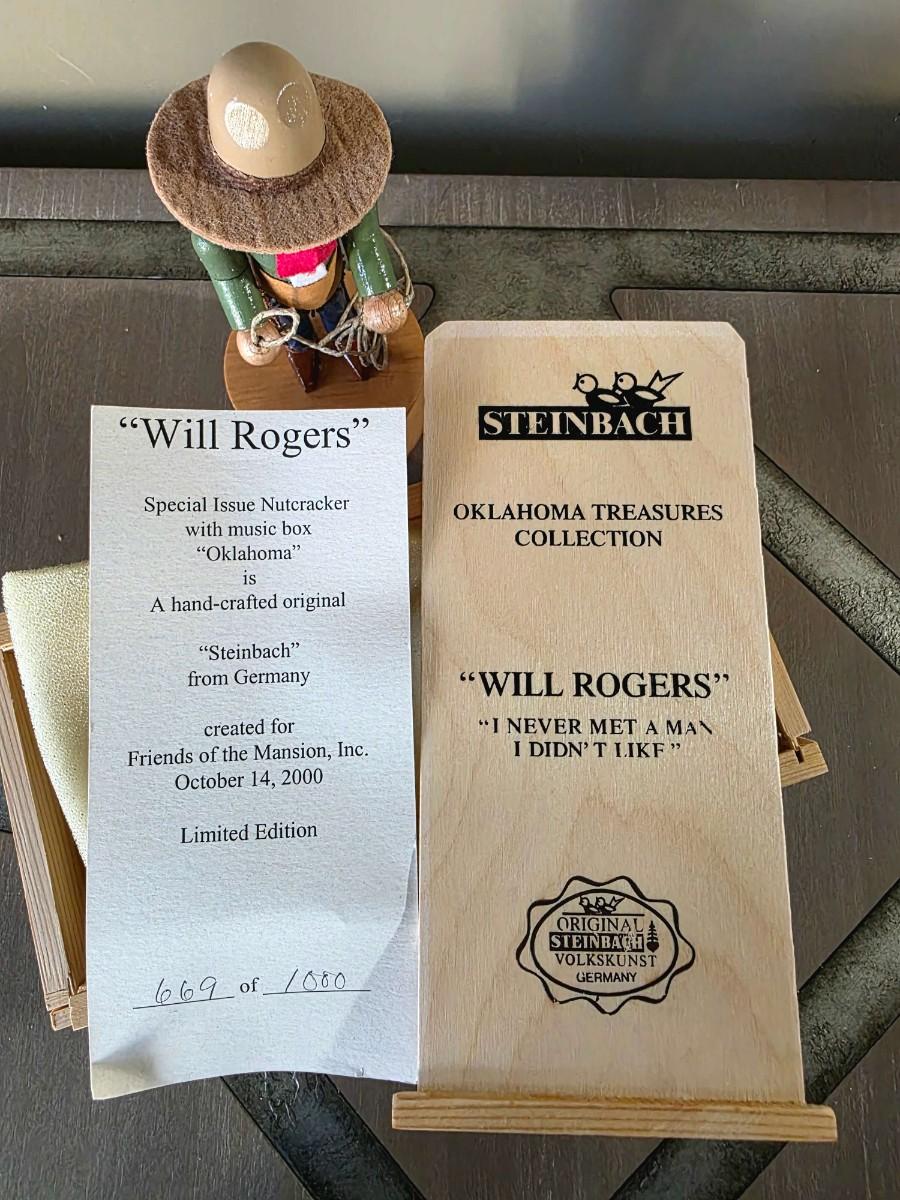 “Will Rogers”
Special Issue Nutcracker
with music box
“Oklahoma”
is
A hand-crafted original
“Steinbach”
from Germany
created for
Friends of the Mansion, Inc.
October 14, 2000
Limited Edition
669 of 1000
STEINBACH
OKLAHOMA TREASURES
COLLECTION
“WILL ROGERS”
“I NEVER MET A MAN
I DIDN’T LIKE”
ORIGINAL
STEINBACH
VOLKSKUNST
GERMANY